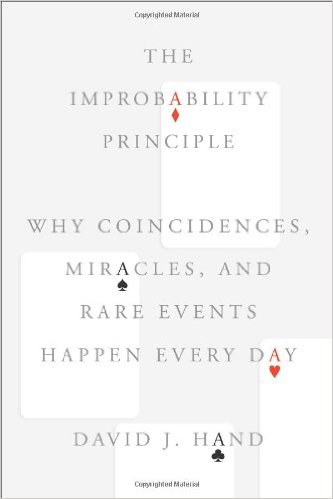 Copyrighted Material
THE
IMPROBABILITY
PRINCIPLE
WHY COINCIDENCES,
MIRACLES, AND
RARE EVENTS
HAPPEN EVERY DAY
DAVID J. HAND
Copyrighted Material